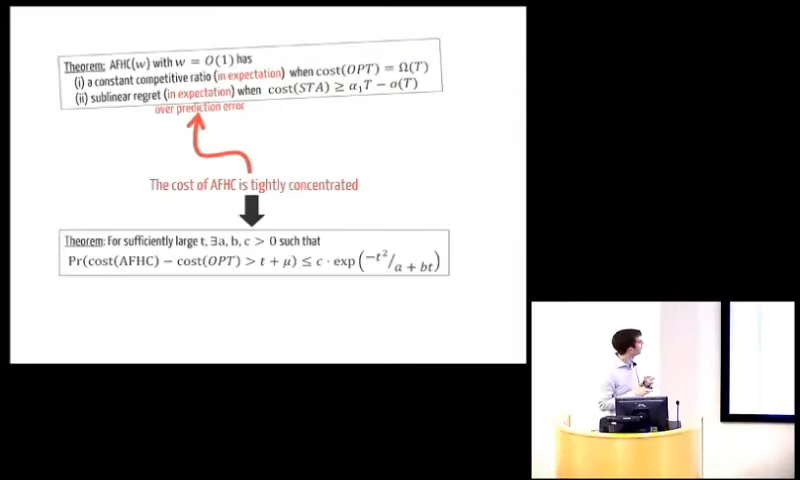 Theorem: AFHC(w) with w = O(1) has
(i) a constant competitive ratio (in expectation) when cost(OPT) = Ω(T)
(ii) sublinear regret (in expectation) when cost(STA) ≥ α₁T − o(T)
over prediction error
The cost of AFHC is tightly concentrated
Theorem: For sufficiently large t, ∃a, b, c > 0 such that
Pr(cost(AFHC) − cost(OPT) > t + μ) ≤ c · exp(−t²/a + bt)